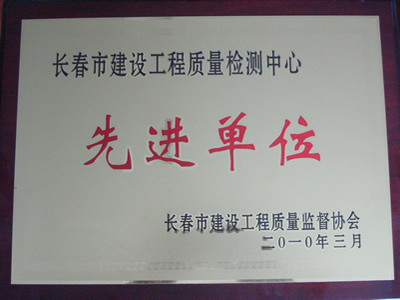 长春市建设工程质量检测中心
先进单位
长春市建设工程质量监督协会
二〇一〇年三月